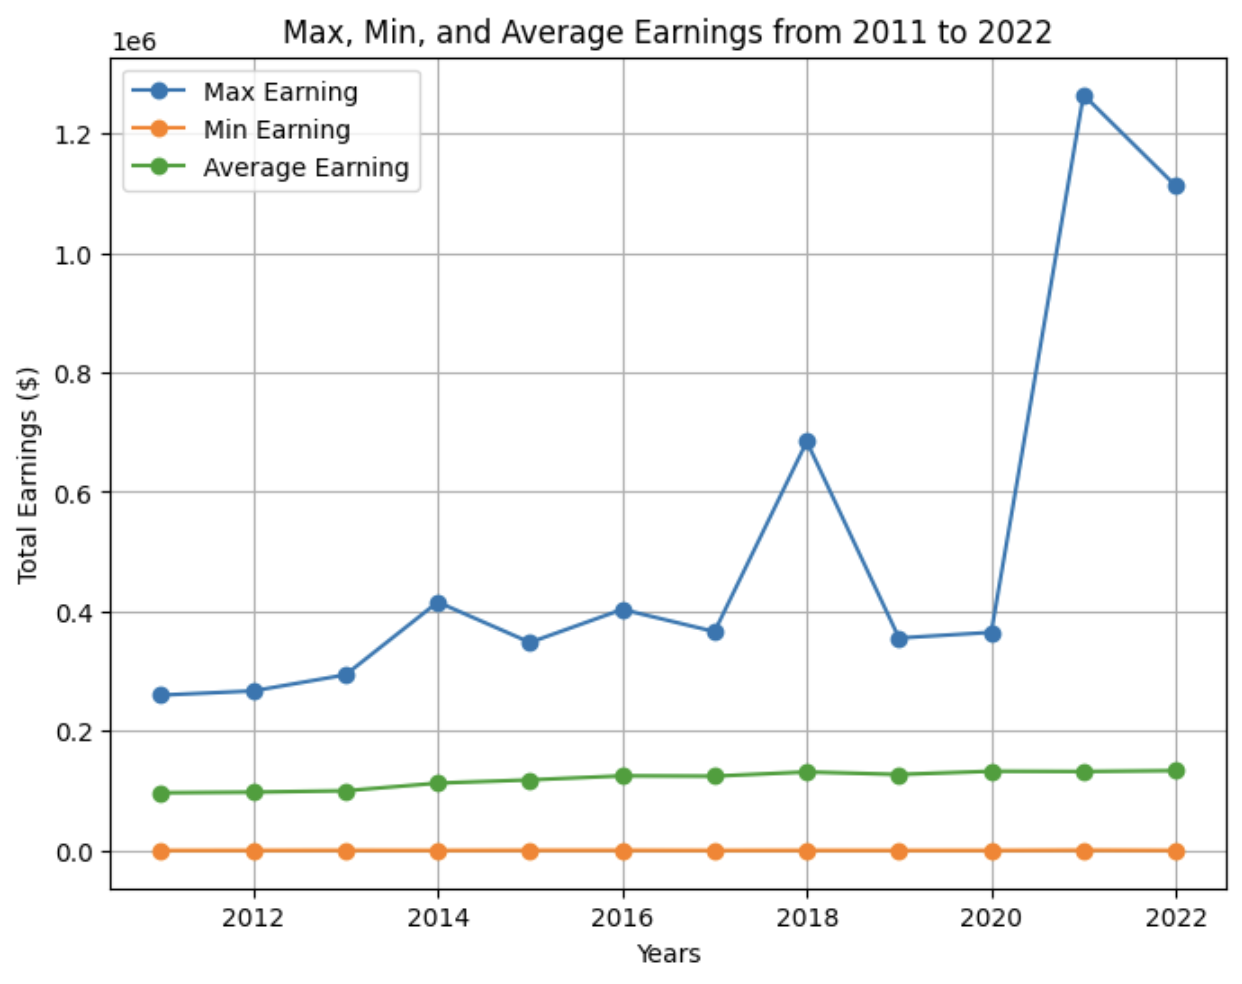 Max, Min, and Average Earnings from 2011 to 2022
1e6
Max Earning
Min Earning
Average Earning
1.2
1.0
0.8
0.6
0.4
0.2
0.0
Total Earnings ($)
2012 2014 2016 2018 2020 2022
Years